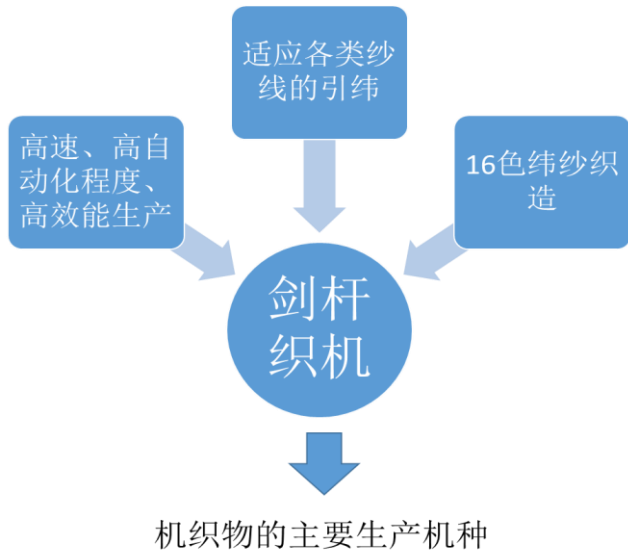 适应各类纱
线的引纬
高速、高自
动化程度、
高效能生产
16色纬纱织
造
剑杆
织机
机织物的主要生产机种